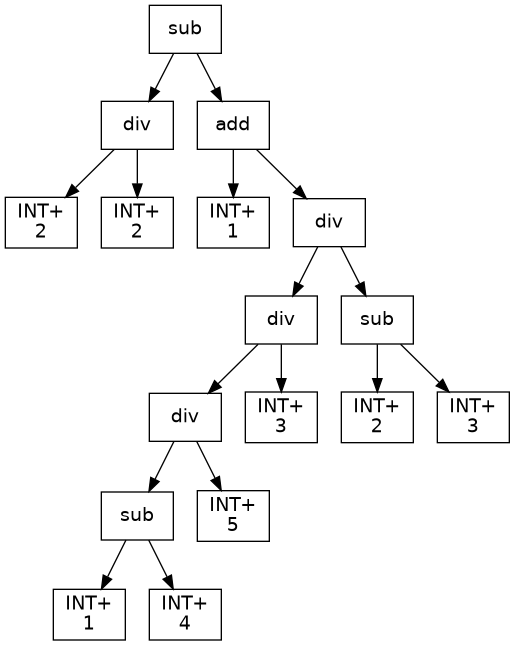 sub
div
add
INT+
2
INT+
2
INT+
1
div
div
sub
div
INT+
3
INT+
2
INT+
3
sub
INT+
5
INT+
1
INT+
4